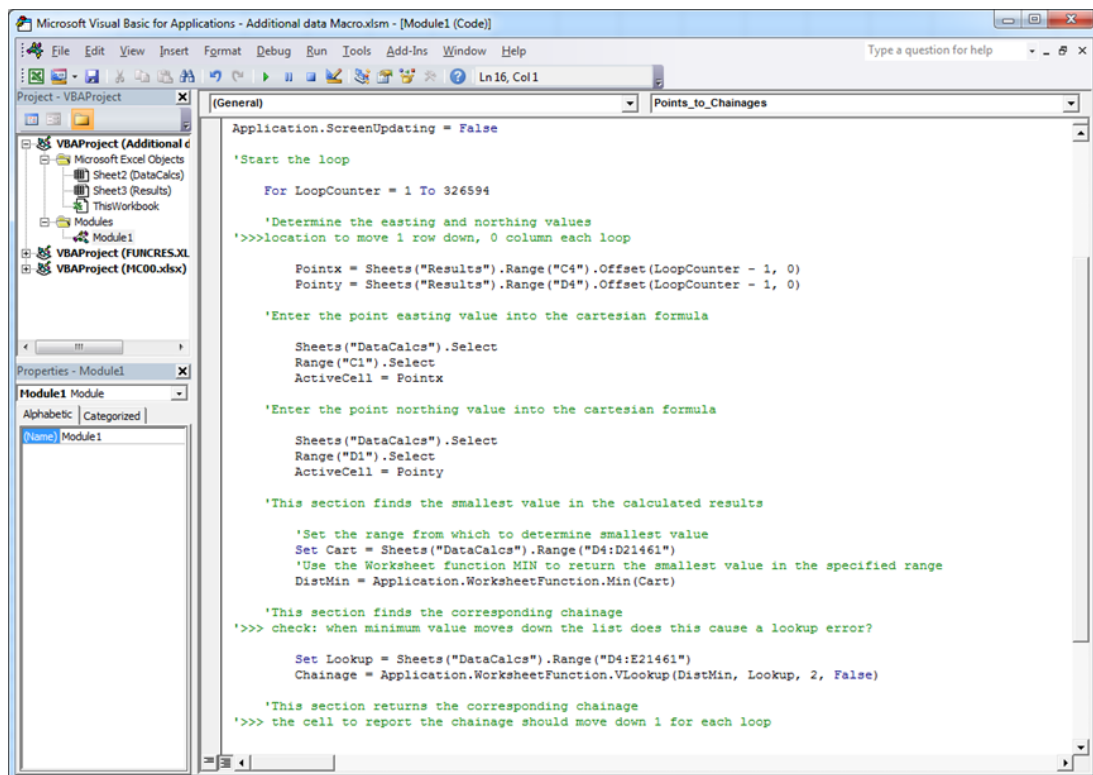 Microsoft Visual Basic for Applications - Additional data Macro.xlsm - [Module1 (Code)]
File Edit View Insert Format Debug Run Tools Add-Ins Window Help Type a question for help
Ln 16, Col 1
Project - VBAProject
(General) Points_to_Chainages
VBAProject (Additional d
Microsoft Excel Objects
Sheet2 (DataCalcs)
Sheet3 (Results)
ThisWorkbook
Modules
Module1
VBAProject (FUNCRES.XL
VBAProject (MC00.xlsx)
Properties - Module1
Module1 Module
Alphabetic Categorized
(Name) Module1
Application.ScreenUpdating = False
'Start the loop
For LoopCounter = 1 To 326594
'Determine the easting and northing values
'>>>location to move 1 row down, 0 column each loop
Pointx = Sheets("Results").Range("C4").Offset(LoopCounter - 1, 0)
Pointy = Sheets("Results").Range("D4").Offset(LoopCounter - 1, 0)
'Enter the point easting value into the cartesian formula
Sheets("DataCalcs").Select
Range("C1").Select
ActiveCell = Pointx
'Enter the point northing value into the cartesian formula
Sheets("DataCalcs").Select
Range("D1").Select
ActiveCell = Pointy
'This section finds the smallest value in the calculated results
'Set the range from which to determine smallest value
Set Cart = Sheets("DataCalcs").Range("D4:D21461")
'Use the Worksheet function MIN to return the smallest value in the specified range
DistMin = Application.WorksheetFunction.Min(Cart)
'This section finds the corresponding chainage
'>>> check: when minimum value moves down the list does this cause a lookup error?
Set Lookup = Sheets("DataCalcs").Range("D4:E21461")
Chainage = Application.WorksheetFunction.VLookup(DistMin, Lookup, 2, False)
'This section returns the corresponding chainage
'>>> the cell to report the chainage should move down 1 for each loop